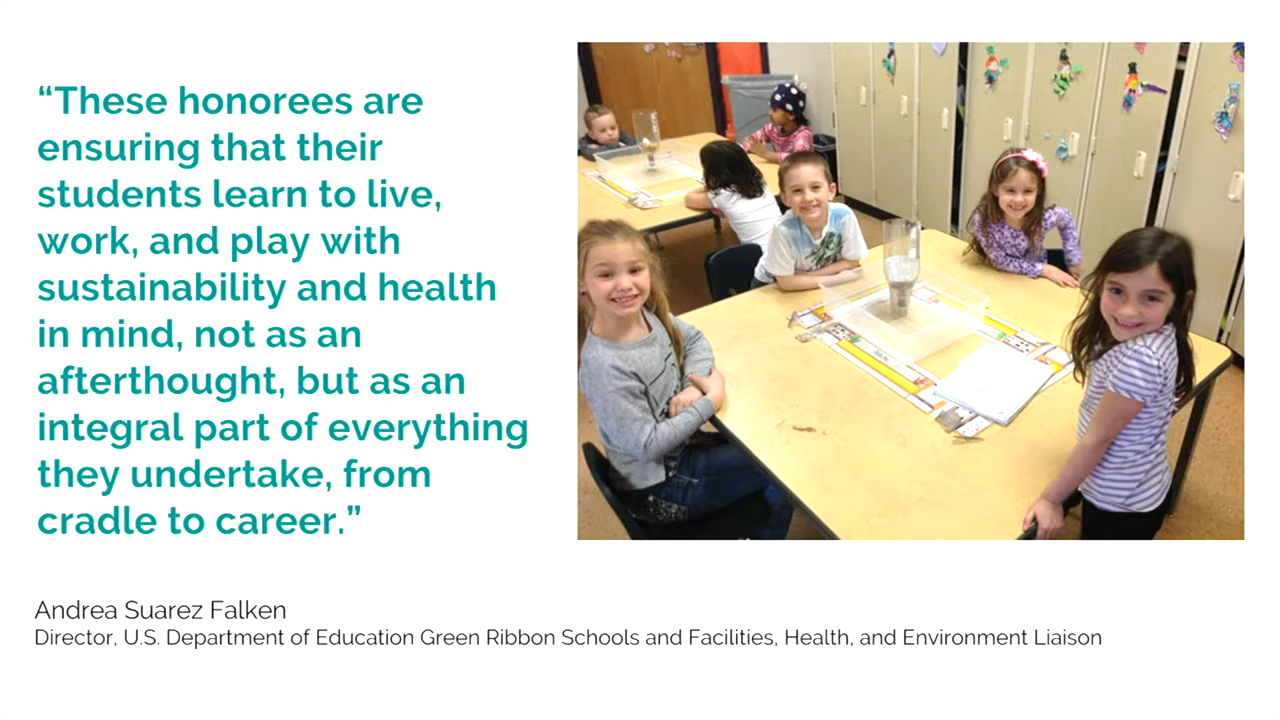 “These honorees are
ensuring that their
students learn to live,
work, and play with
sustainability and health
in mind, not as an
afterthought, but as an
integral part of everything
they undertake, from
cradle to career.”
Andrea Suarez Falken
Director, U.S. Department of Education Green Ribbon Schools and Facilities, Health, and Environment Liaison